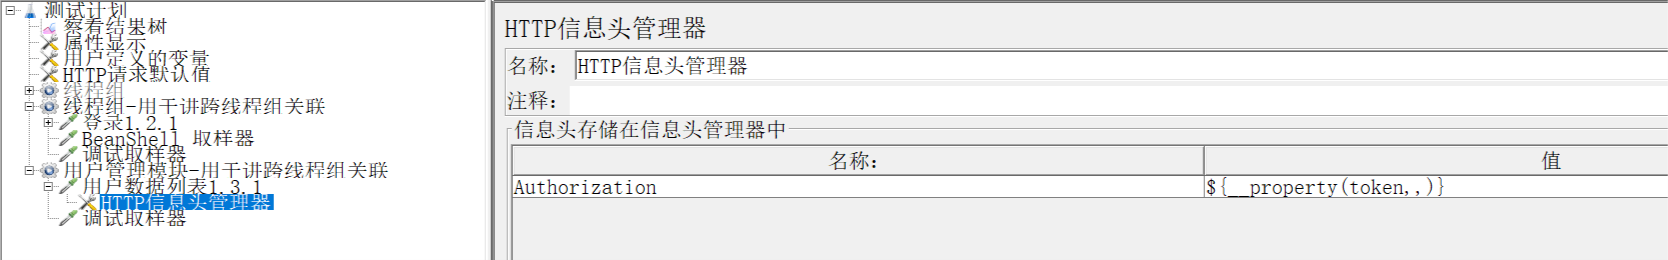 测试计划
察看结果树
属性显示
用户定义的变量
HTTP请求默认值
线程组
线程组-用于讲跨线程组关联
登录1.2.1
BeanShell 取样器
调试取样器
用户管理模块-用于讲跨线程组关联
用户数据列表1.3.1
HTTP信息头管理器
调试取样器
HTTP信息头管理器
名称： HTTP信息头管理器
注释：
信息头存储在信息头管理器中
名称： 值
Authorization ${__property(token,,)}